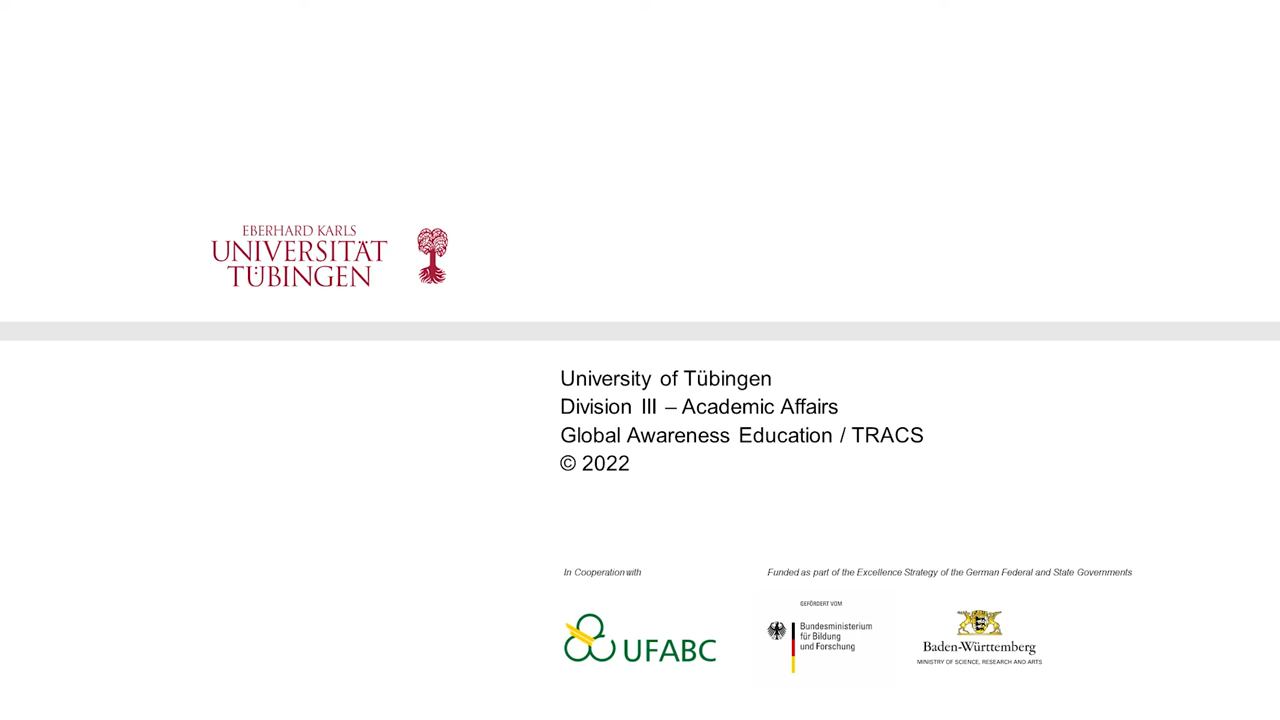 EBERHARD KARLS
UNIVERSITÄT
TÜBINGEN
University of Tübingen
Division III – Academic Affairs
Global Awareness Education / TRACS
© 2022
In Cooperation with
UFABC
Funded as part of the Excellence Strategy of the German Federal and State Governments
GEFÖRDERT VOM
Bundesministerium
für Bildung
und Forschung
Baden-Württemberg
MINISTRY OF SCIENCE, RESEARCH AND ARTS